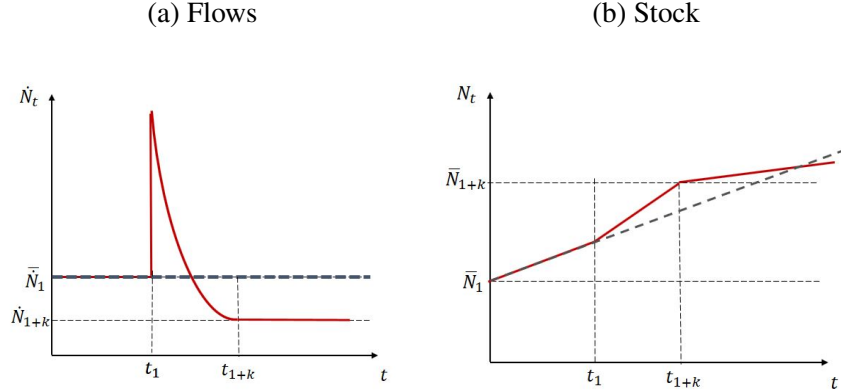 (a) Flows
Ṅₜ
N̄̇₁
Ṅ₁₊ₖ
t₁
t₁₊ₖ
t
(b) Stock
Nₜ
N̄₁₊ₖ
N̄₁
t₁
t₁₊ₖ
t